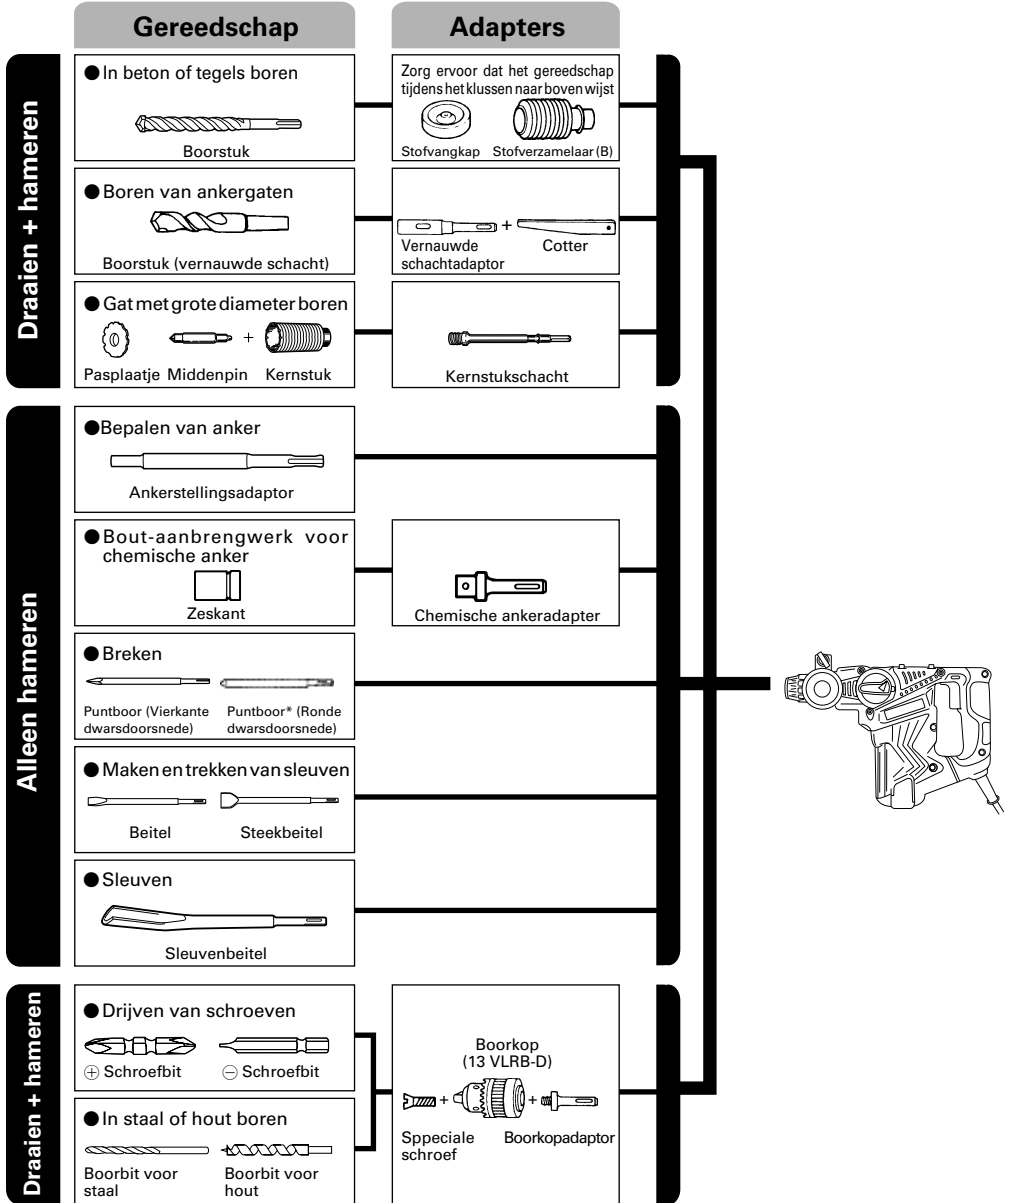 Gereedschap
Adapters
Draaien + hameren
● In beton of tegels boren
Boorstuk
Zorg ervoor dat het gereedschap
tijdens het klussen naar boven wijst
Stofvangkap Stofverzamelaar (B)
● Boren van ankergaten
Boorstuk (vernauwde schacht)
+
Vernauwde
schachtadaptor
Cotter
● Gat met grote diameter boren
+
Pasplaatje Middenpin Kernstuk
Kernstukschacht
Alleen hameren
● Bepalen van anker
Ankerstellingsadaptor
● Bout-aanbrengwerk voor
chemische anker
Zeskant
Chemische ankeradapter
● Breken
Puntboor (Vierkante
dwarsdoorsnede)
Puntboor* (Ronde
dwarsdoorsnede)
● Maken en trekken van sleuven
Beitel Steekbeitel
● Sleuven
Sleuvenbeitel
Draaien + hameren
● Drijven van schroeven
⊕ Schroefbit ⊖ Schroefbit
● In staal of hout boren
Boorbit voor
staal
Boorbit voor
hout
Boorkop
(13 VLRB-D)
+ +
Sppeciale
schroef
Boorkopadaptor